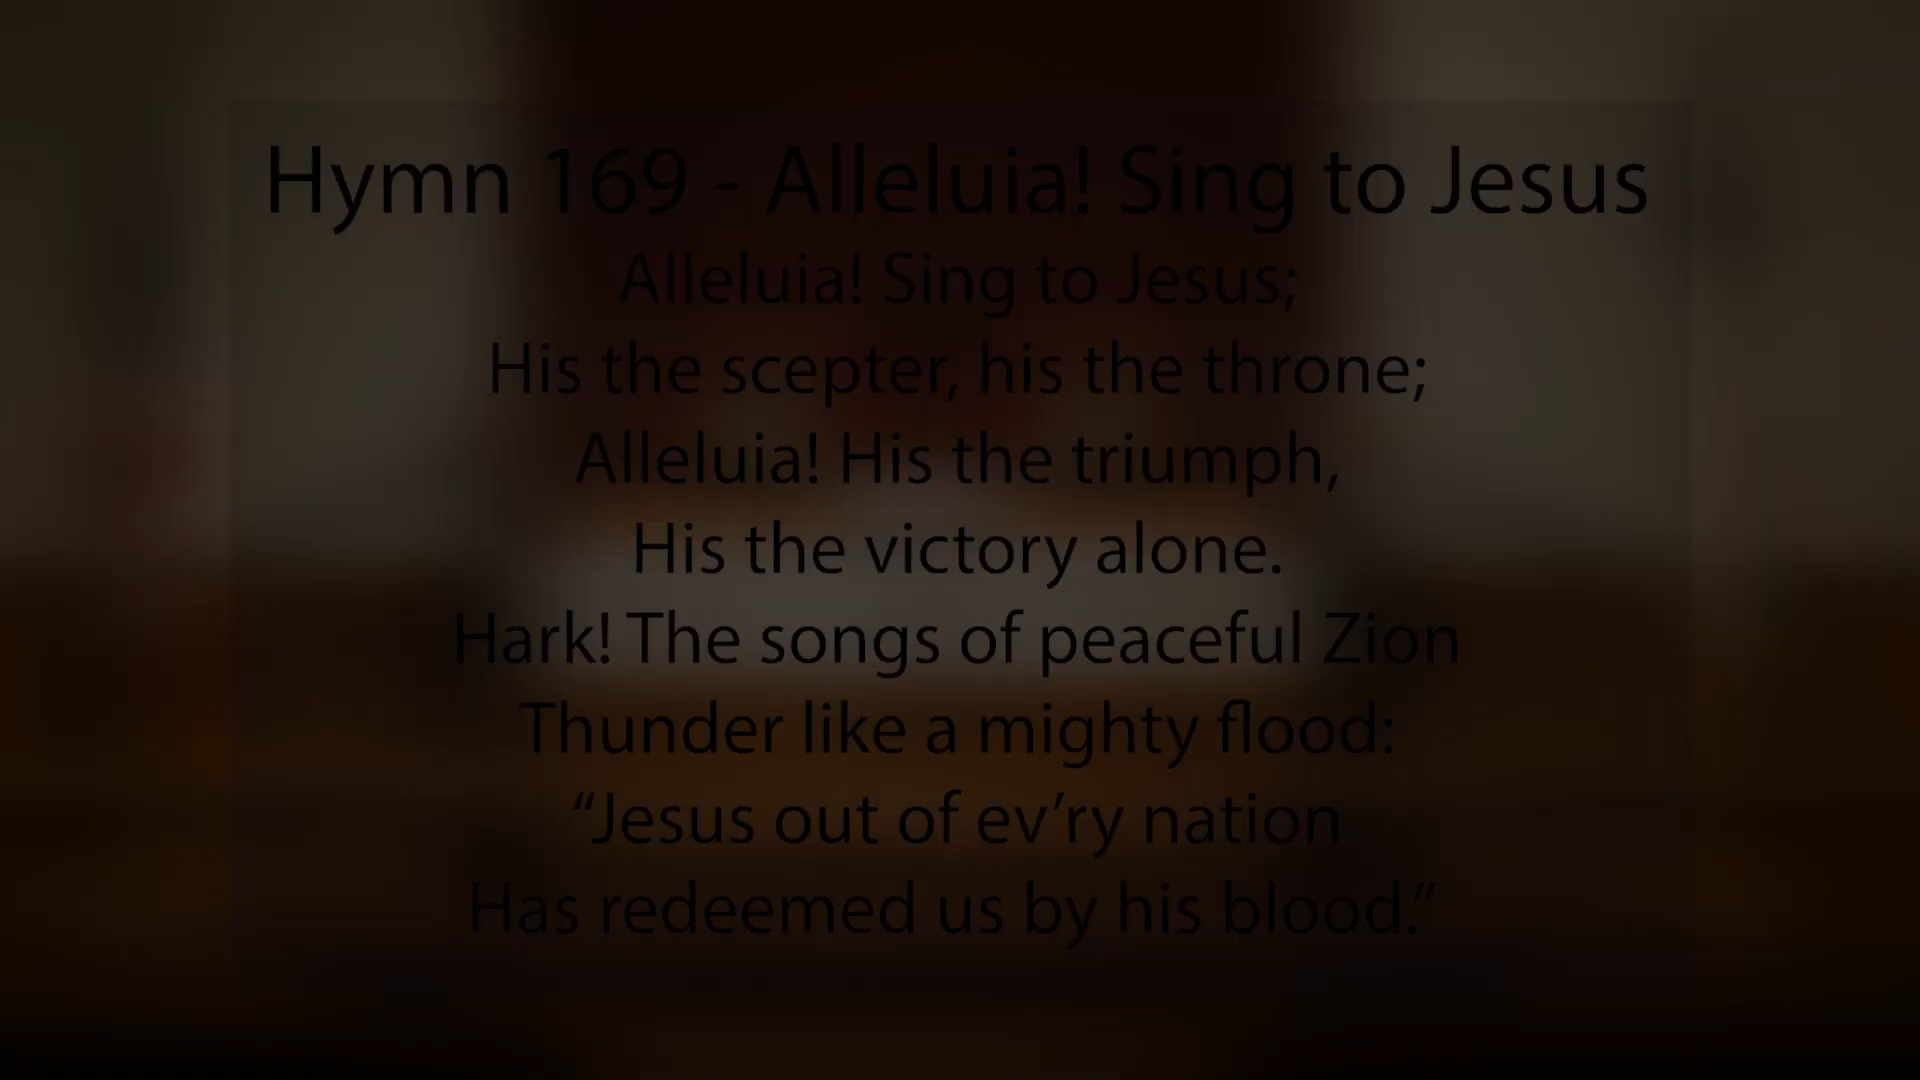 Hymn 169 - Alleluia! Sing to Jesus
Alleluia! Sing to Jesus;
His the scepter, his the throne;
Alleluia! His the triumph,
His the victory alone.
Hark! The songs of peaceful Zion
Thunder like a mighty flood:
“Jesus out of ev’ry nation
Has redeemed us by his blood.”